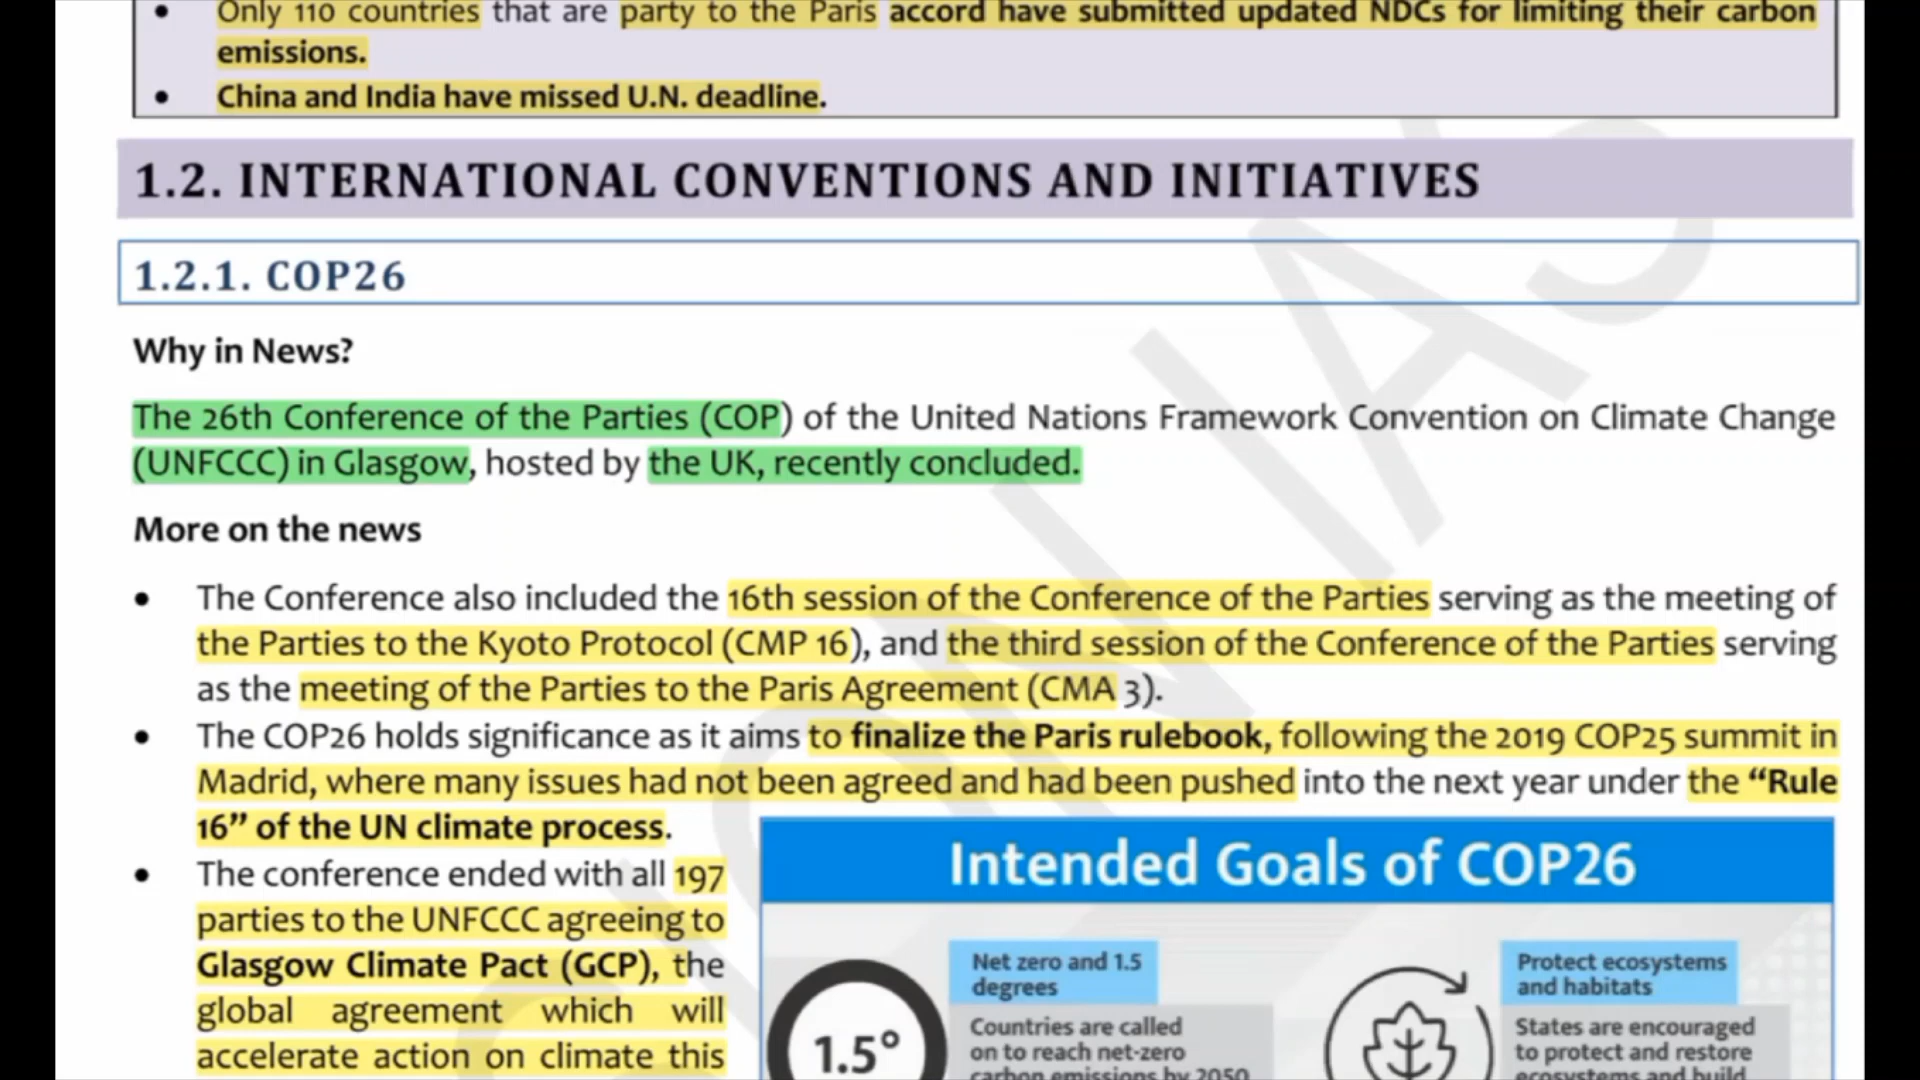 • Only 110 countries that are party to the Paris accord have submitted updated NDCs for limiting their carbon
emissions.
• China and India have missed U.N. deadline.
1.2. INTERNATIONAL CONVENTIONS AND INITIATIVES
1.2.1. COP26
Why in News?
The 26th Conference of the Parties (COP) of the United Nations Framework Convention on Climate Change
(UNFCCC) in Glasgow, hosted by the UK, recently concluded.
More on the news
• The Conference also included the 16th session of the Conference of the Parties serving as the meeting of
the Parties to the Kyoto Protocol (CMP 16), and the third session of the Conference of the Parties serving
as the meeting of the Parties to the Paris Agreement (CMA 3).
• The COP26 holds significance as it aims to finalize the Paris rulebook, following the 2019 COP25 summit in
Madrid, where many issues had not been agreed and had been pushed into the next year under the “Rule
16” of the UN climate process.
• The conference ended with all 197
parties to the UNFCCC agreeing to
Glasgow Climate Pact (GCP), the
global agreement which will
accelerate action on climate this
Intended Goals of COP26
1.5°
Net zero and 1.5
degrees
Countries are called
on to reach net-zero
carbon emissions by 2050
Protect ecosystems
and habitats
States are encouraged
to protect and restore
ecosystems and build
IAS